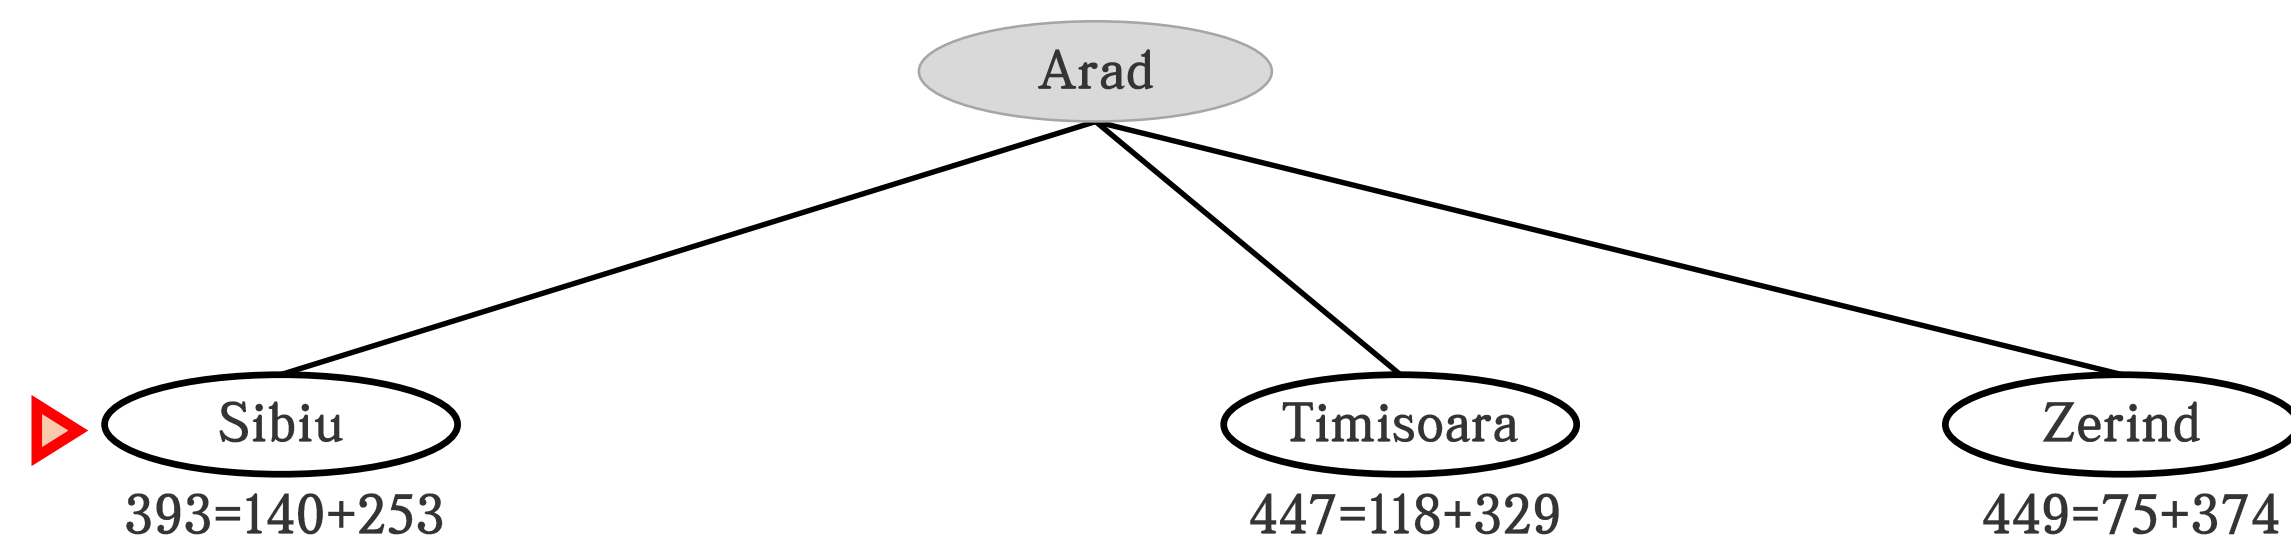 Arad
Sibiu
Timisoara
Zerind
393=140+253
447=118+329
449=75+374